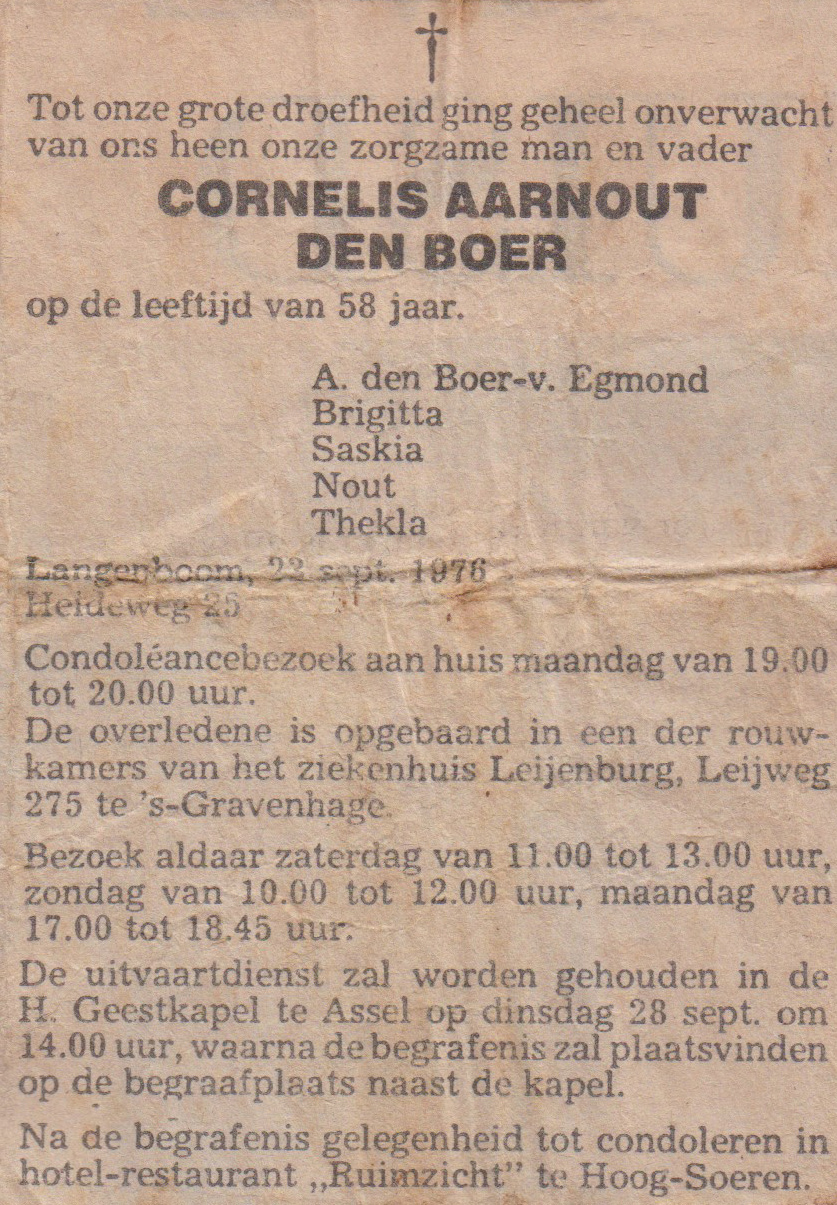 Tot onze grote droefheid ging geheel onverwacht
van ons heen onze zorgzame man en vader
CORNELIS AARNOUT
DEN BOER
op de leeftijd van 58 jaar.
A. den Boer-v. Egmond
Brigitta
Saskia
Nout
Thekla
Langenboom, 22 sept. 1976
Heideweg 25
Condoléancebezoek aan huis maandag van 19.00
tot 20.00 uur.
De overledene is opgebaard in een der rouw-
kamers van het ziekenhuis Leijenburg, Leijweg
275 te 's-Gravenhage.
Bezoek aldaar zaterdag van 11.00 tot 13.00 uur,
zondag van 10.00 tot 12.00 uur, maandag van
17.00 tot 18.45 uur.
De uitvaartdienst zal worden gehouden in de
H. Geestkapel te Assel op dinsdag 28 sept. om
14.00 uur, waarna de begrafenis zal plaatsvinden
op de begraafplaats naast de kapel.
Na de begrafenis gelegenheid tot condoleren in
hotel-restaurant „Ruimzicht” te Hoog-Soeren.